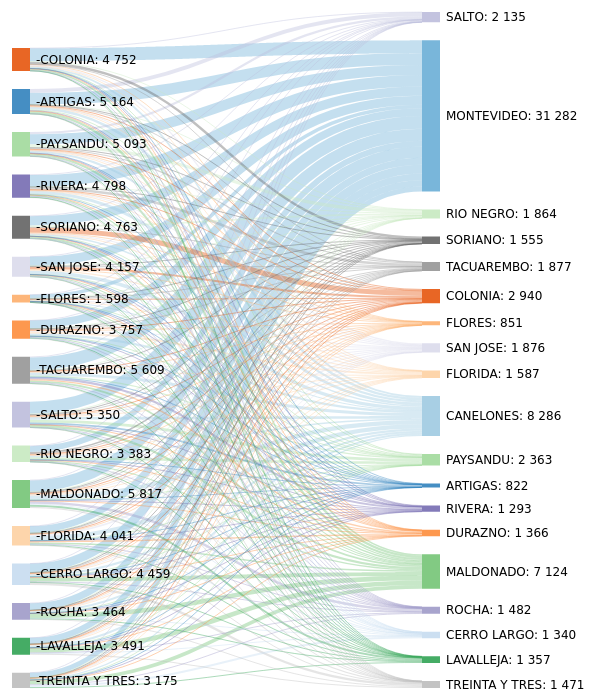 -COLONIA: 4 752
-ARTIGAS: 5 164
-PAYSANDU: 5 093
-RIVERA: 4 798
-SORIANO: 4 763
-SAN JOSE: 4 157
-FLORES: 1 598
-DURAZNO: 3 757
-TACUAREMBO: 5 609
-SALTO: 5 350
-RIO NEGRO: 3 383
-MALDONADO: 5 817
-FLORIDA: 4 041
-CERRO LARGO: 4 459
-ROCHA: 3 464
-LAVALLEJA: 3 491
-TREINTA Y TRES: 3 175
SALTO: 2 135
MONTEVIDEO: 31 282
RIO NEGRO: 1 864
SORIANO: 1 555
TACUAREMBO: 1 877
COLONIA: 2 940
FLORES: 851
SAN JOSE: 1 876
FLORIDA: 1 587
CANELONES: 8 286
PAYSANDU: 2 363
ARTIGAS: 822
RIVERA: 1 293
DURAZNO: 1 366
MALDONADO: 7 124
ROCHA: 1 482
CERRO LARGO: 1 340
LAVALLEJA: 1 357
TREINTA Y TRES: 1 471